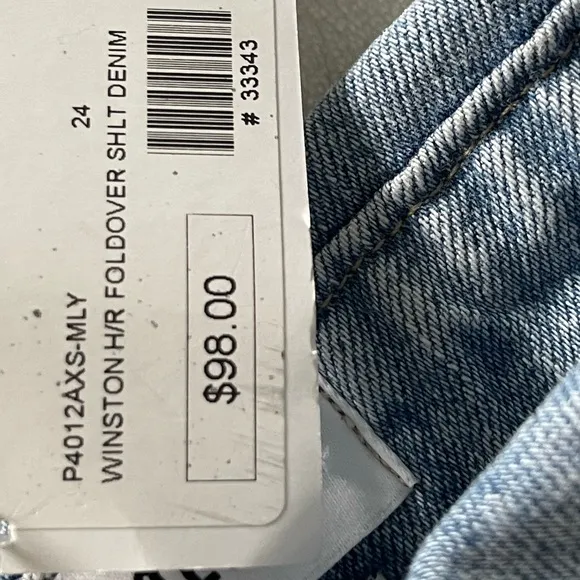 P4012AXS-MLY 24
WINSTON H/R FOLDOVER SHLT DENIM
# 33343
$98.00